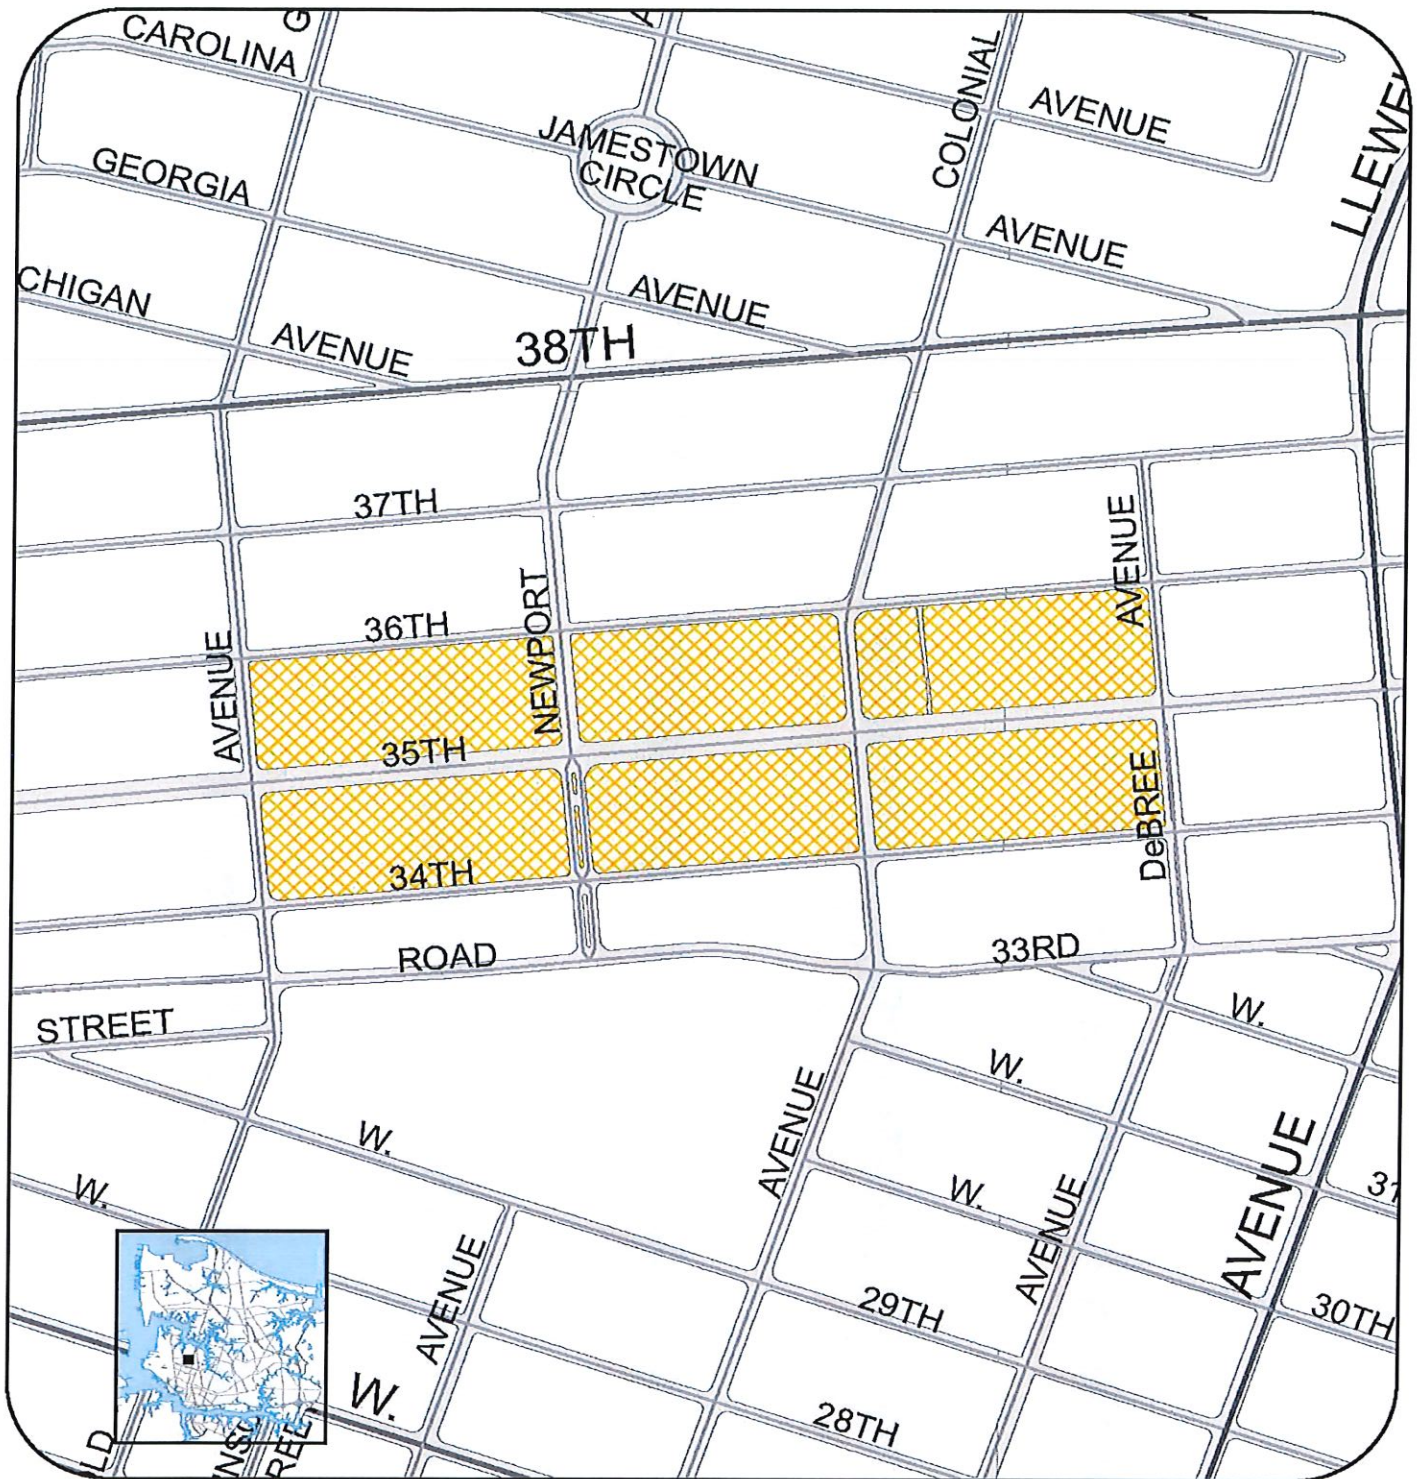 CAROLINA
G
COLONIAL
AVENUE
JAMESTOWN
CIRCLE
GEORGIA
AVENUE
CHIGAN
AVENUE
AVENUE
38TH
37TH
AVENUE
36TH
NEWPORT
AVENUE
35TH
34TH
DeBREE
ROAD
33RD
STREET
W.
W.
W.
W.
W.
AVENUE
AVENUE
AVENUE
AVENUE
29TH
30TH
28TH
W.